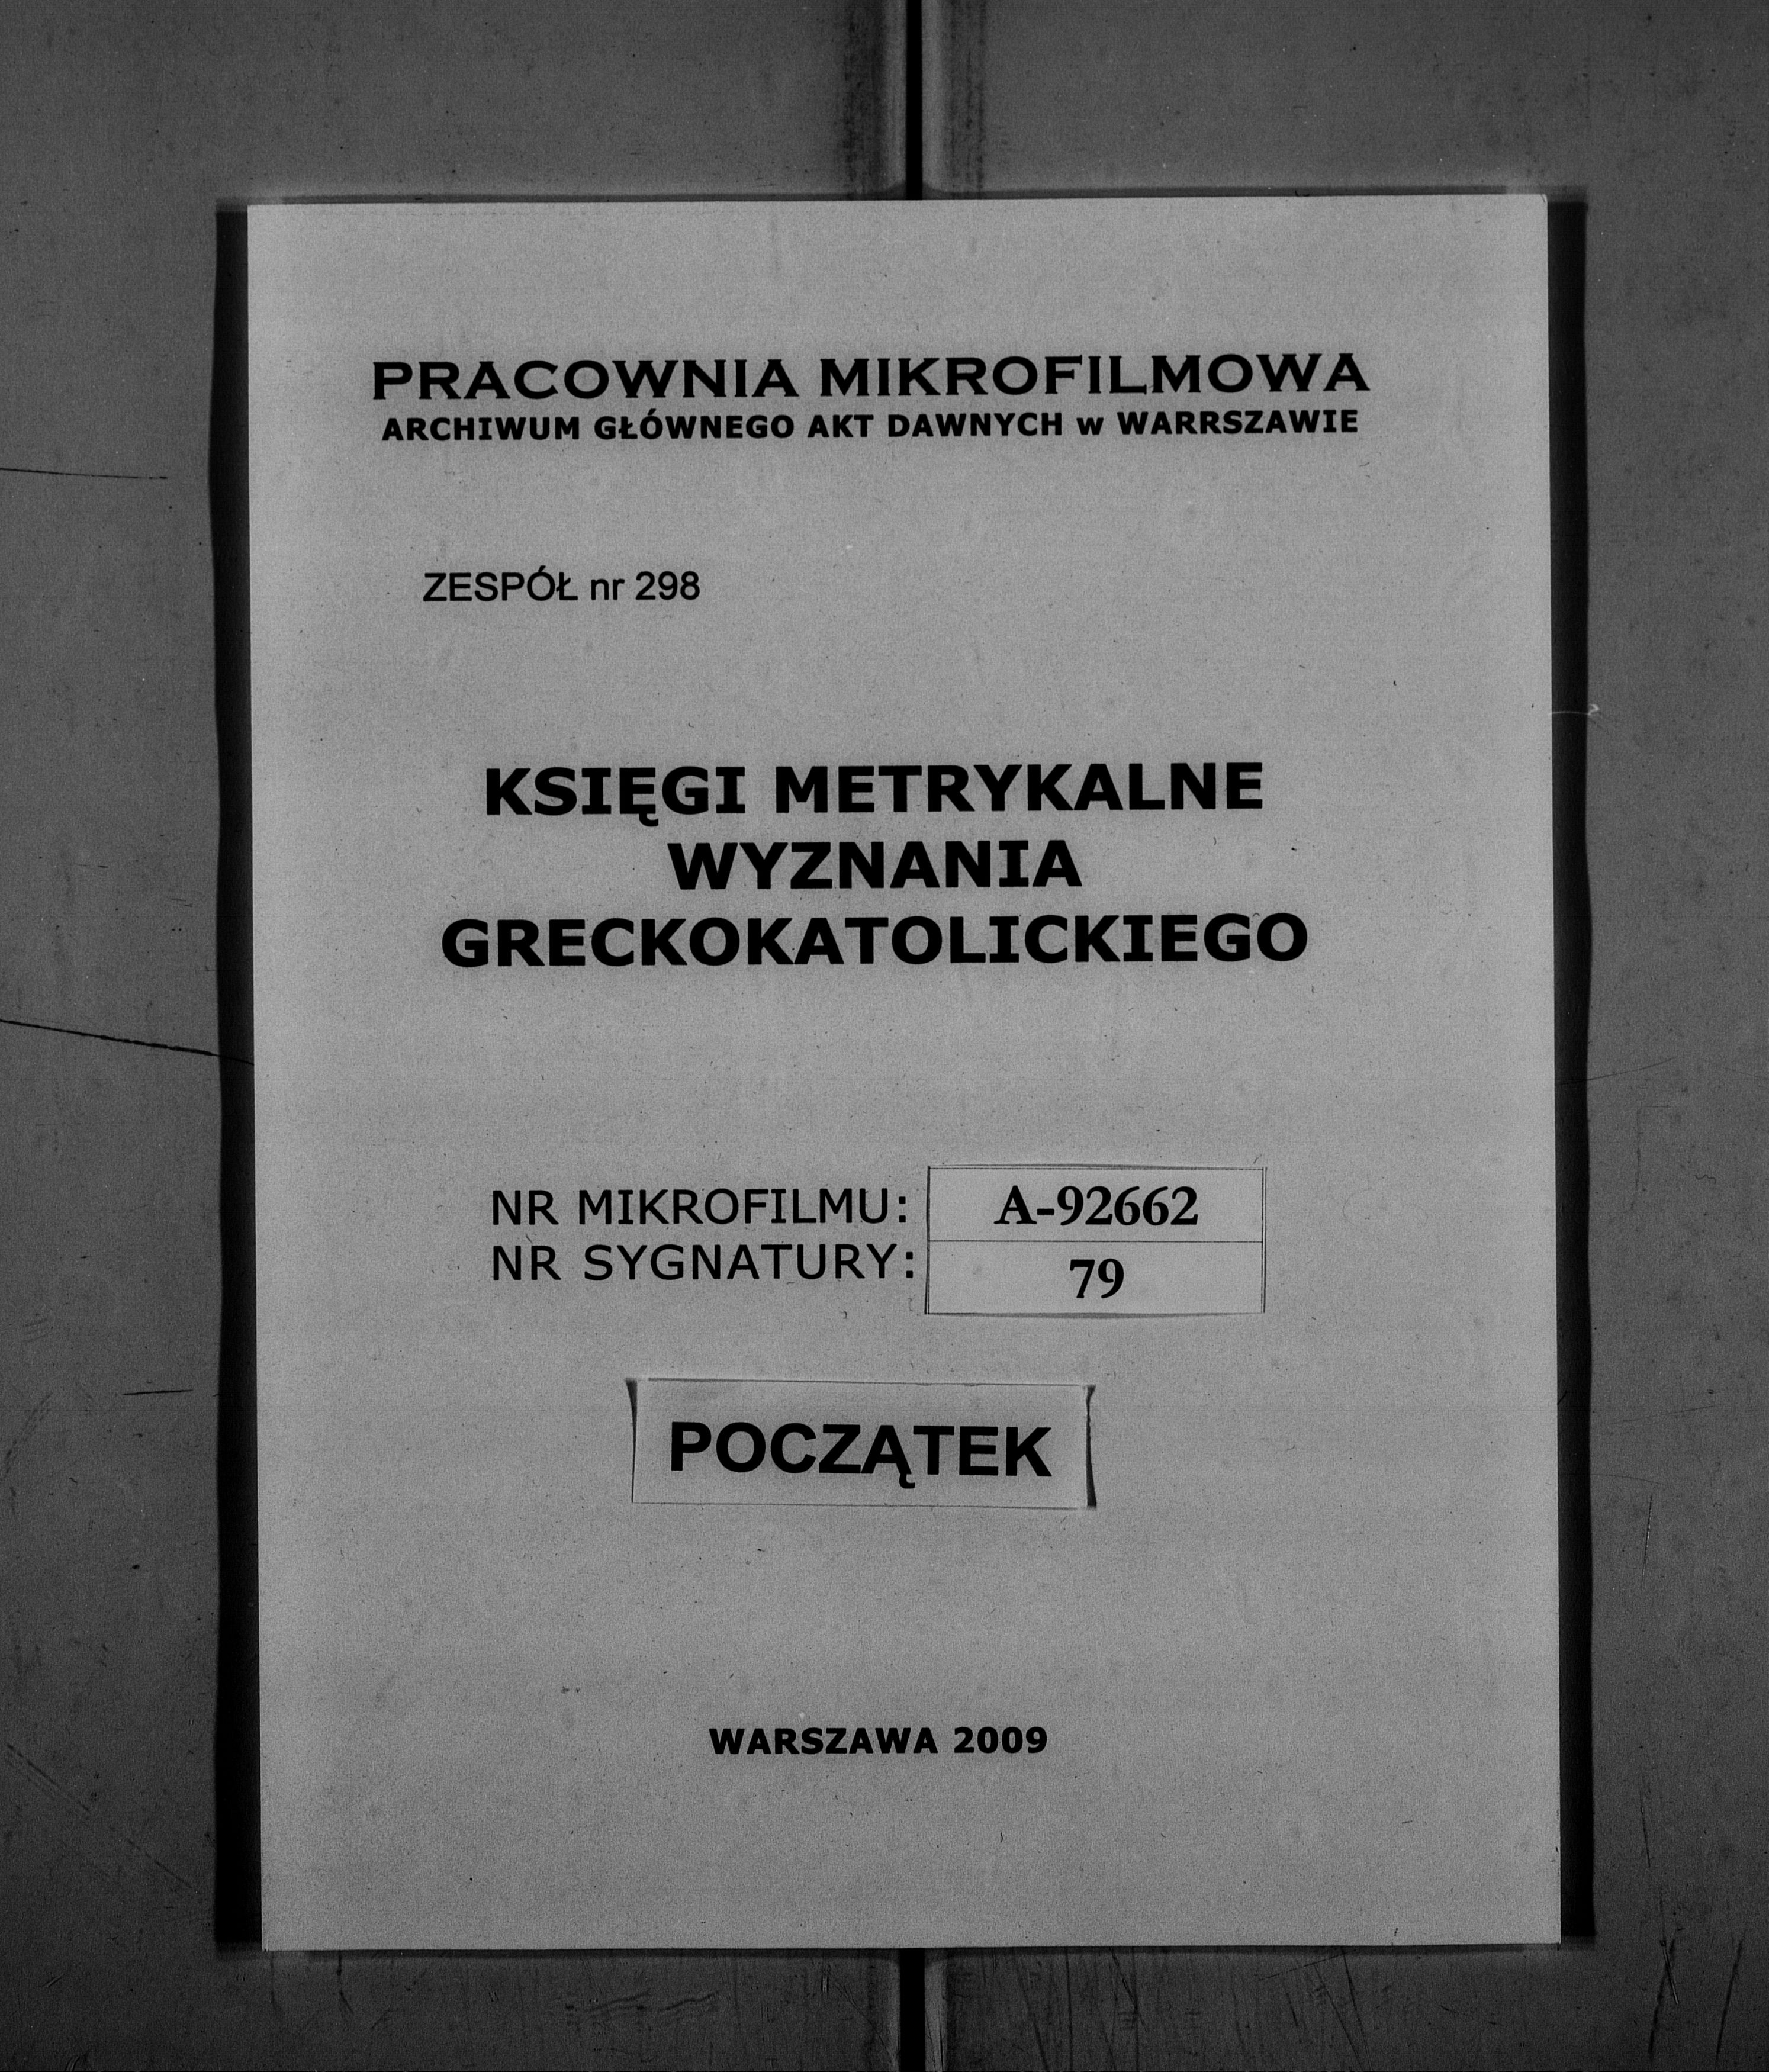 PRACOWNIA MIKROFILMOWA
ARCHIWUM GŁÓWNEGO AKT DAWNYCH w WARRSZAWIE
ZESPÓŁ nr 298
KSIĘGI METRYKALNE
WYZNANIA
GRECKOKATOLICKIEGO
NR MIKROFILMU: A-92662
NR SYGNATURY: 79
POCZĄTEK
WARSZAWA 2009